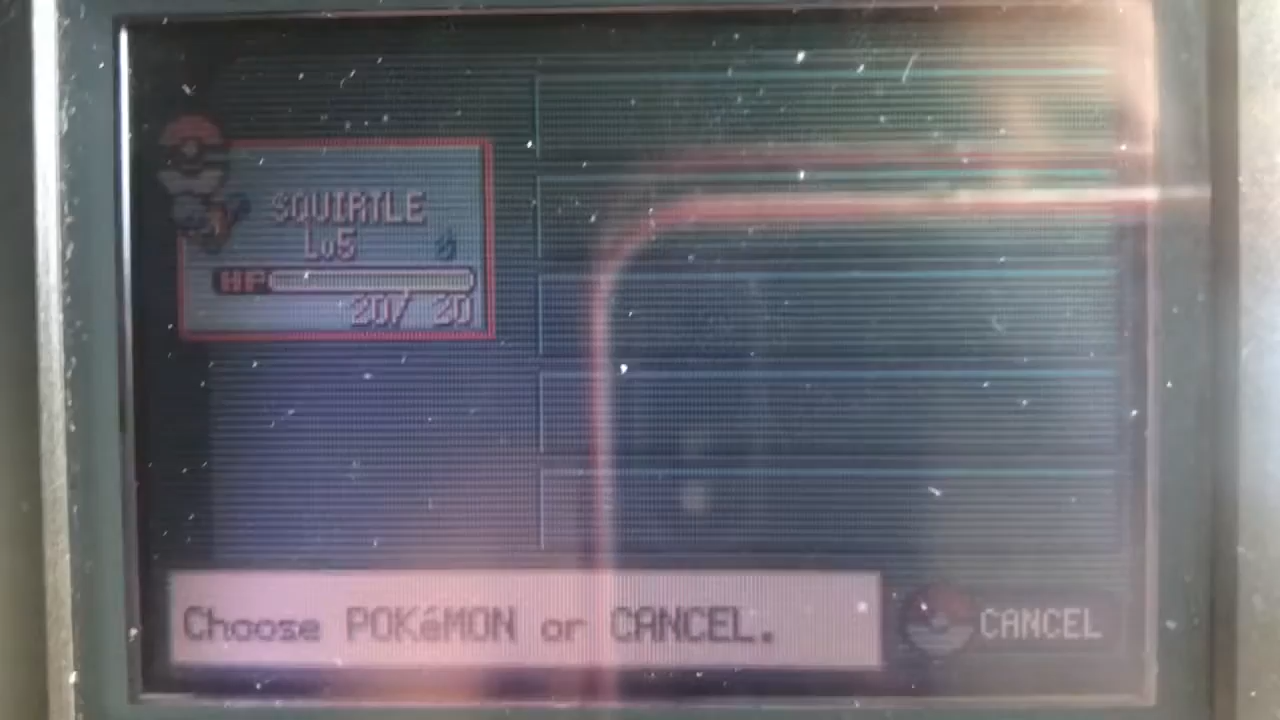 SQUIRTLE
Lv5 ♂
HP
20/ 20
Choose POKéMON or CANCEL.
CANCEL